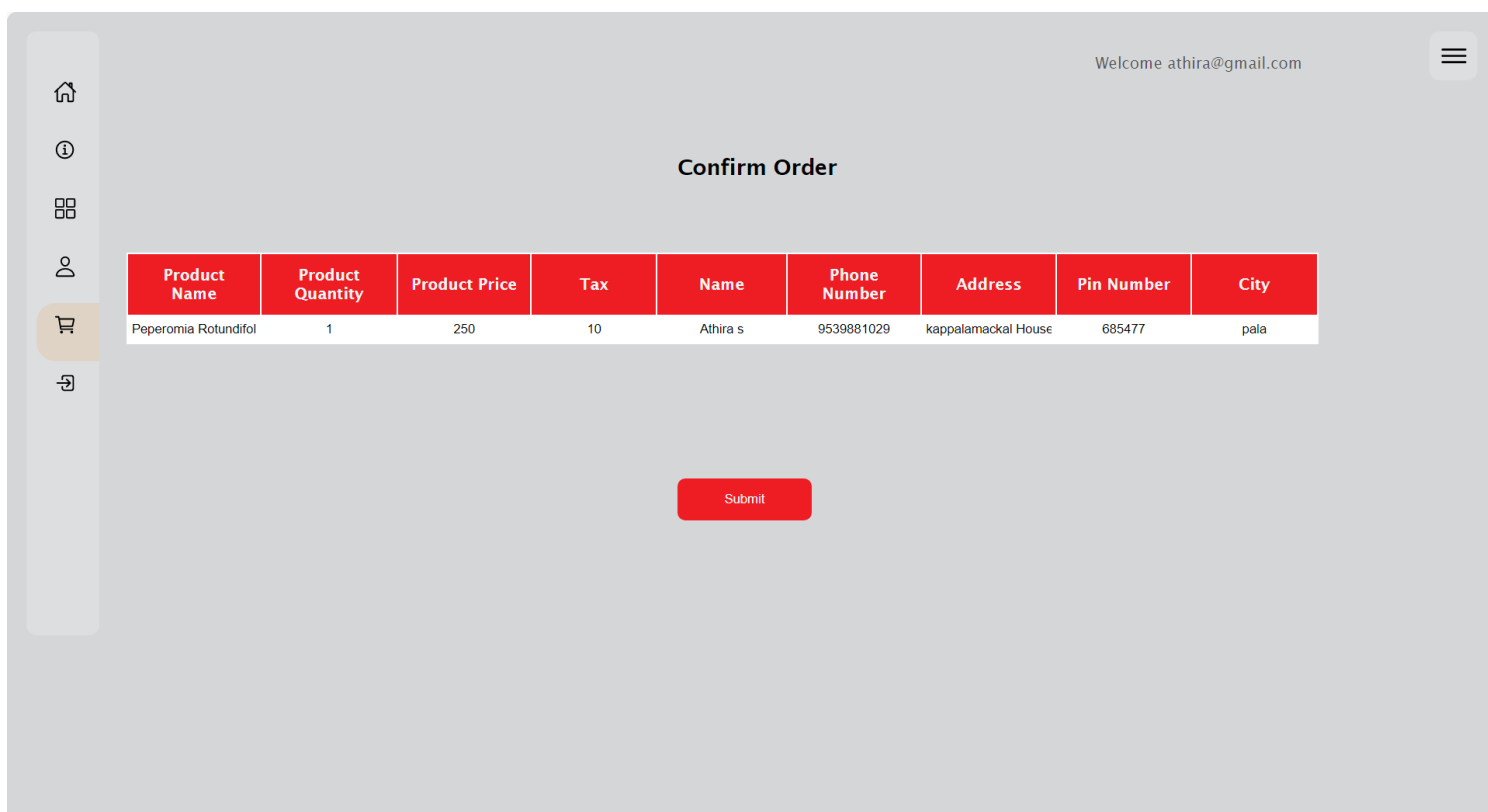 Welcome athira@gmail.com
Confirm Order
Product Name Product Quantity Product Price Tax Name Phone Number Address Pin Number City
Peperomia Rotundifol 1 250 10 Athira s 9539881029 kappalamackal House 685477 pala
Submit